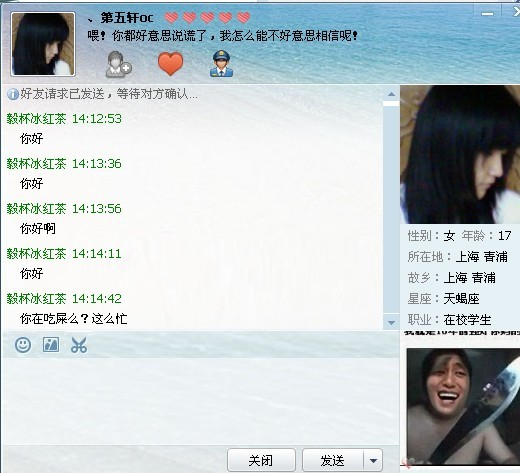 、第五轩oc
喂！你都好意思说谎了，我怎么能不好意思相信呢！
好友请求已发送，等待对方确认...
毅杯冰红茶 14:12:53
你好
毅杯冰红茶 14:13:36
你好
毅杯冰红茶 14:13:56
你好啊
毅杯冰红茶 14:14:11
你好
毅杯冰红茶 14:14:42
你在吃屎么？这么忙
关闭
发送
性别：女 年龄：17
所在地：上海 青浦
故乡：上海 青浦
星座：天蝎座
职业：在校学生